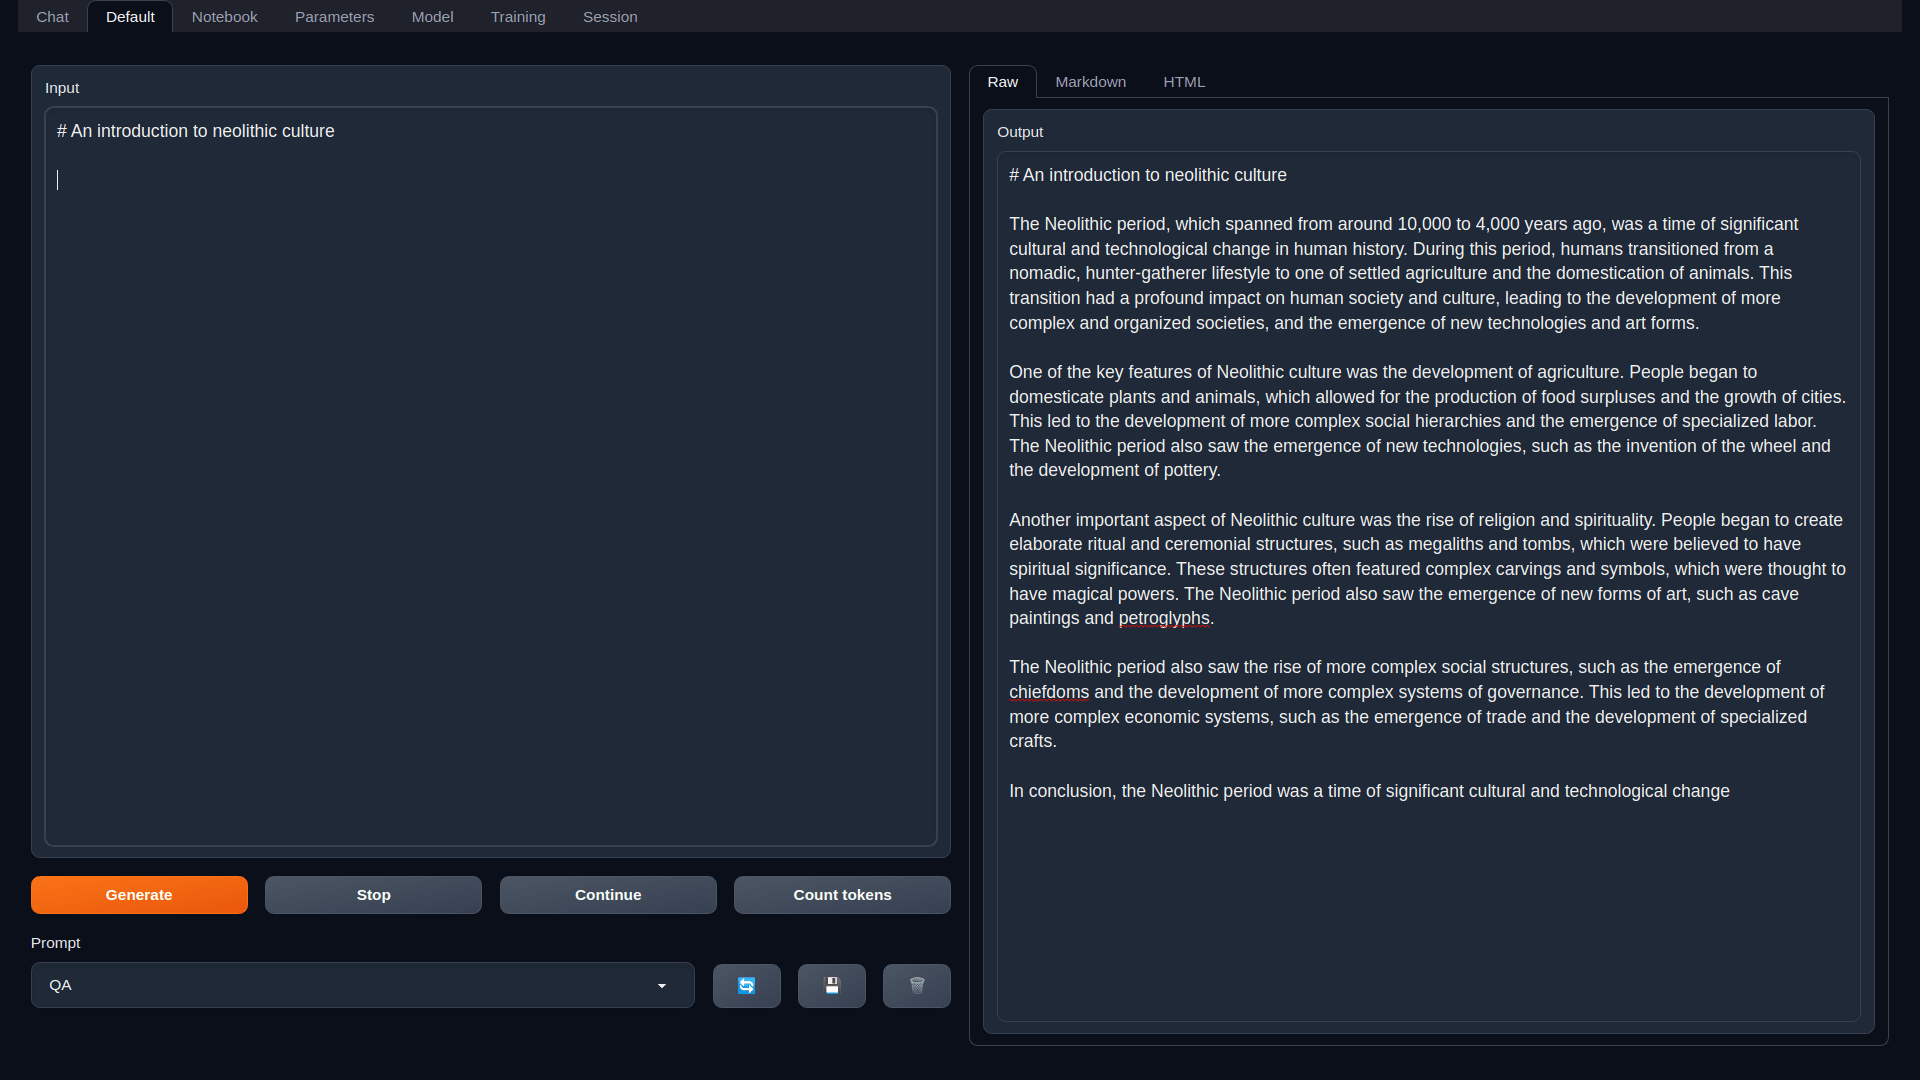 Chat Default Notebook Parameters Model Training Session
Input
# An introduction to neolithic culture
Generate Stop Continue Count tokens
Prompt
QA
Raw Markdown HTML
Output
# An introduction to neolithic culture
The Neolithic period, which spanned from around 10,000 to 4,000 years ago, was a time of significant
cultural and technological change in human history. During this period, humans transitioned from a
nomadic, hunter-gatherer lifestyle to one of settled agriculture and the domestication of animals. This
transition had a profound impact on human society and culture, leading to the development of more
complex and organized societies, and the emergence of new technologies and art forms.
One of the key features of Neolithic culture was the development of agriculture. People began to
domesticate plants and animals, which allowed for the production of food surpluses and the growth of cities.
This led to the development of more complex social hierarchies and the emergence of specialized labor.
The Neolithic period also saw the emergence of new technologies, such as the invention of the wheel and
the development of pottery.
Another important aspect of Neolithic culture was the rise of religion and spirituality. People began to create
elaborate ritual and ceremonial structures, such as megaliths and tombs, which were believed to have
spiritual significance. These structures often featured complex carvings and symbols, which were thought to
have magical powers. The Neolithic period also saw the emergence of new forms of art, such as cave
paintings and petroglyphs.
The Neolithic period also saw the rise of more complex social structures, such as the emergence of
chiefdoms and the development of more complex systems of governance. This led to the development of
more complex economic systems, such as the emergence of trade and the development of specialized
crafts.
In conclusion, the Neolithic period was a time of significant cultural and technological change